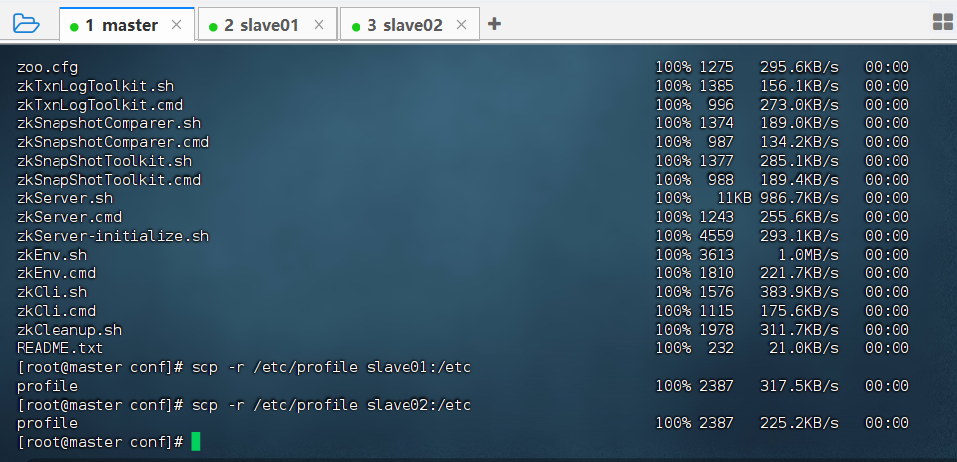 1 master × 2 slave01 × 3 slave02 × +
zoo.cfg 100% 1275 295.6KB/s 00:00
zkTxnLogToolkit.sh 100% 1385 156.1KB/s 00:00
zkTxnLogToolkit.cmd 100% 996 273.0KB/s 00:00
zkSnapshotComparer.sh 100% 1374 189.0KB/s 00:00
zkSnapshotComparer.cmd 100% 987 134.2KB/s 00:00
zkSnapShotToolkit.sh 100% 1377 285.1KB/s 00:00
zkSnapShotToolkit.cmd 100% 988 189.4KB/s 00:00
zkServer.sh 100% 11KB 986.7KB/s 00:00
zkServer.cmd 100% 1243 255.6KB/s 00:00
zkServer-initialize.sh 100% 4559 293.1KB/s 00:00
zkEnv.sh 100% 3613 1.0MB/s 00:00
zkEnv.cmd 100% 1810 221.7KB/s 00:00
zkCli.sh 100% 1576 383.9KB/s 00:00
zkCli.cmd 100% 1115 175.6KB/s 00:00
zkCleanup.sh 100% 1978 311.7KB/s 00:00
README.txt 100% 232 21.0KB/s 00:00
[root@master conf]# scp -r /etc/profile slave01:/etc
profile 100% 2387 317.5KB/s 00:00
[root@master conf]# scp -r /etc/profile slave02:/etc
profile 100% 2387 225.2KB/s 00:00
[root@master conf]#